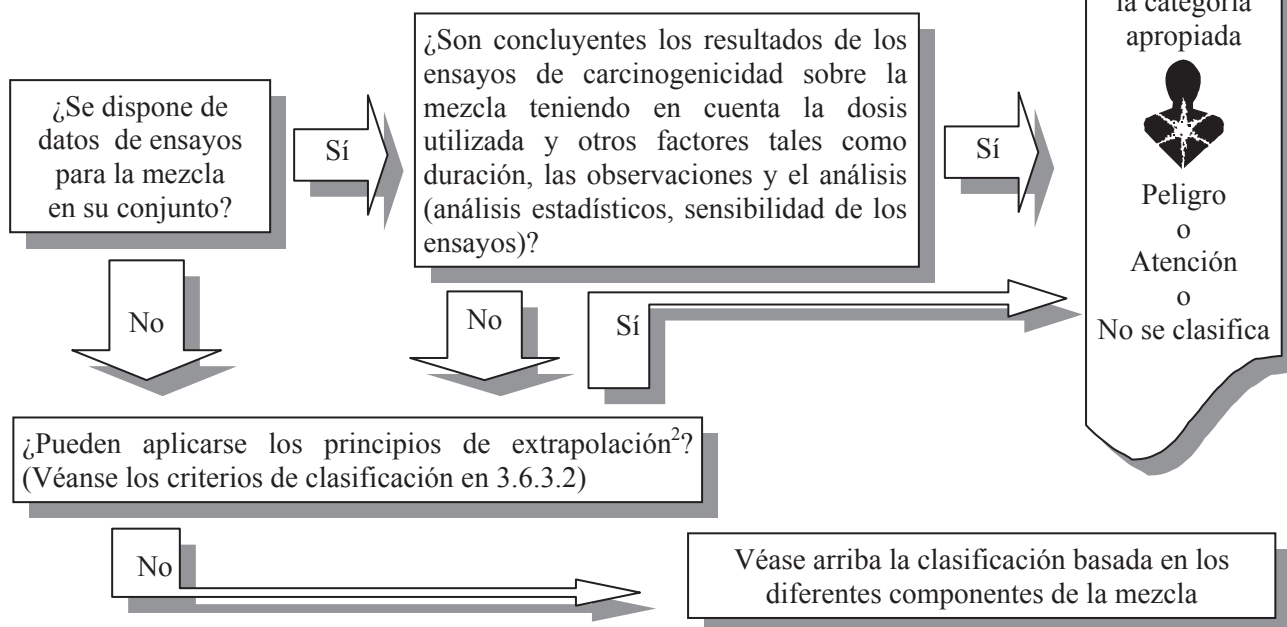 ¿Se dispone de
datos de ensayos
para la mezcla
en su conjunto?
Sí
¿Son concluyentes los resultados de los
ensayos de carcinogenicidad sobre la
mezcla teniendo en cuenta la dosis
utilizada y otros factores tales como
duración, las observaciones y el análisis
(análisis estadísticos, sensibilidad de los
ensayos)?
Sí
la categoría
apropiada
Peligro
o
Atención
o
No se clasifica
No
No
Sí
¿Pueden aplicarse los principios de extrapolación²?
(Véanse los criterios de clasificación en 3.6.3.2)
No
Véase arriba la clasificación basada en los
diferentes componentes de la mezcla